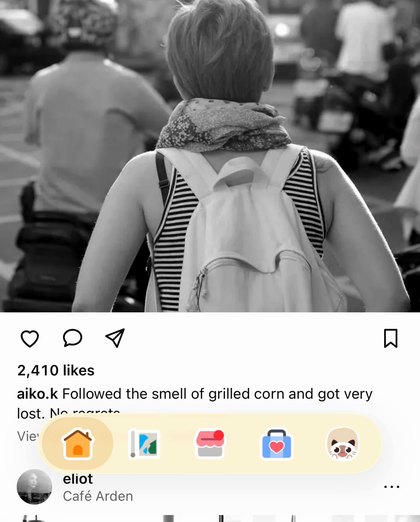 2,410 likes
aiko.k Followed the smell of grilled corn and got very
lost. No regrets
eliot
Café Arden